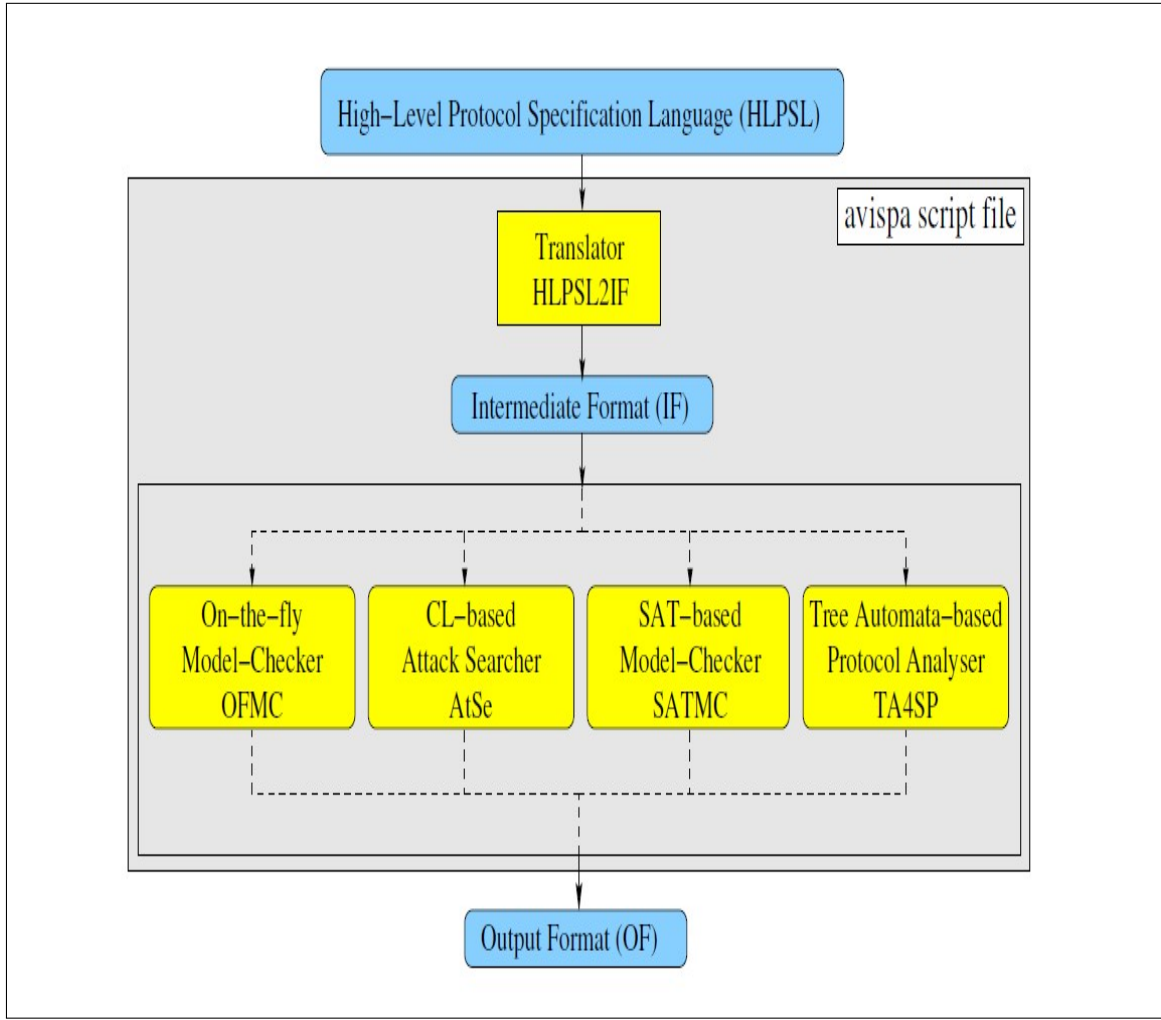 High–Level Protocol Specification Language (HLPSL)
avispa script file
Translator
HLPSL2IF
Intermediate Format (IF)
On–the–fly
Model–Checker
OFMC
CL–based
Attack Searcher
AtSe
SAT–based
Model–Checker
SATMC
Tree Automata–based
Protocol Analyser
TA4SP
Output Format (OF)